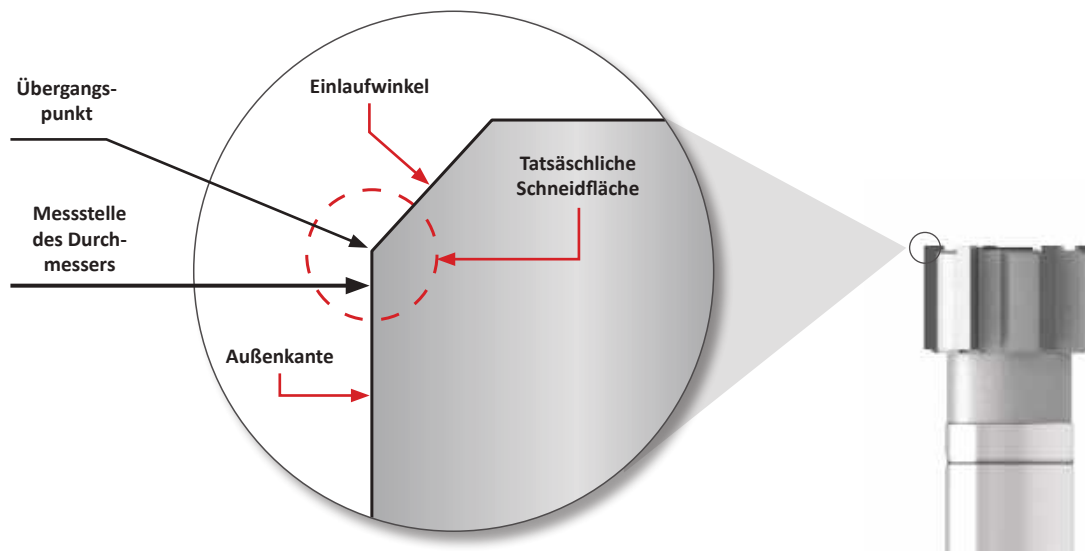 Übergangs-
punkt
Einlaufwinkel
Tatsäschliche
Schneidfläche
Messstelle
des Durch-
messers
Außenkante